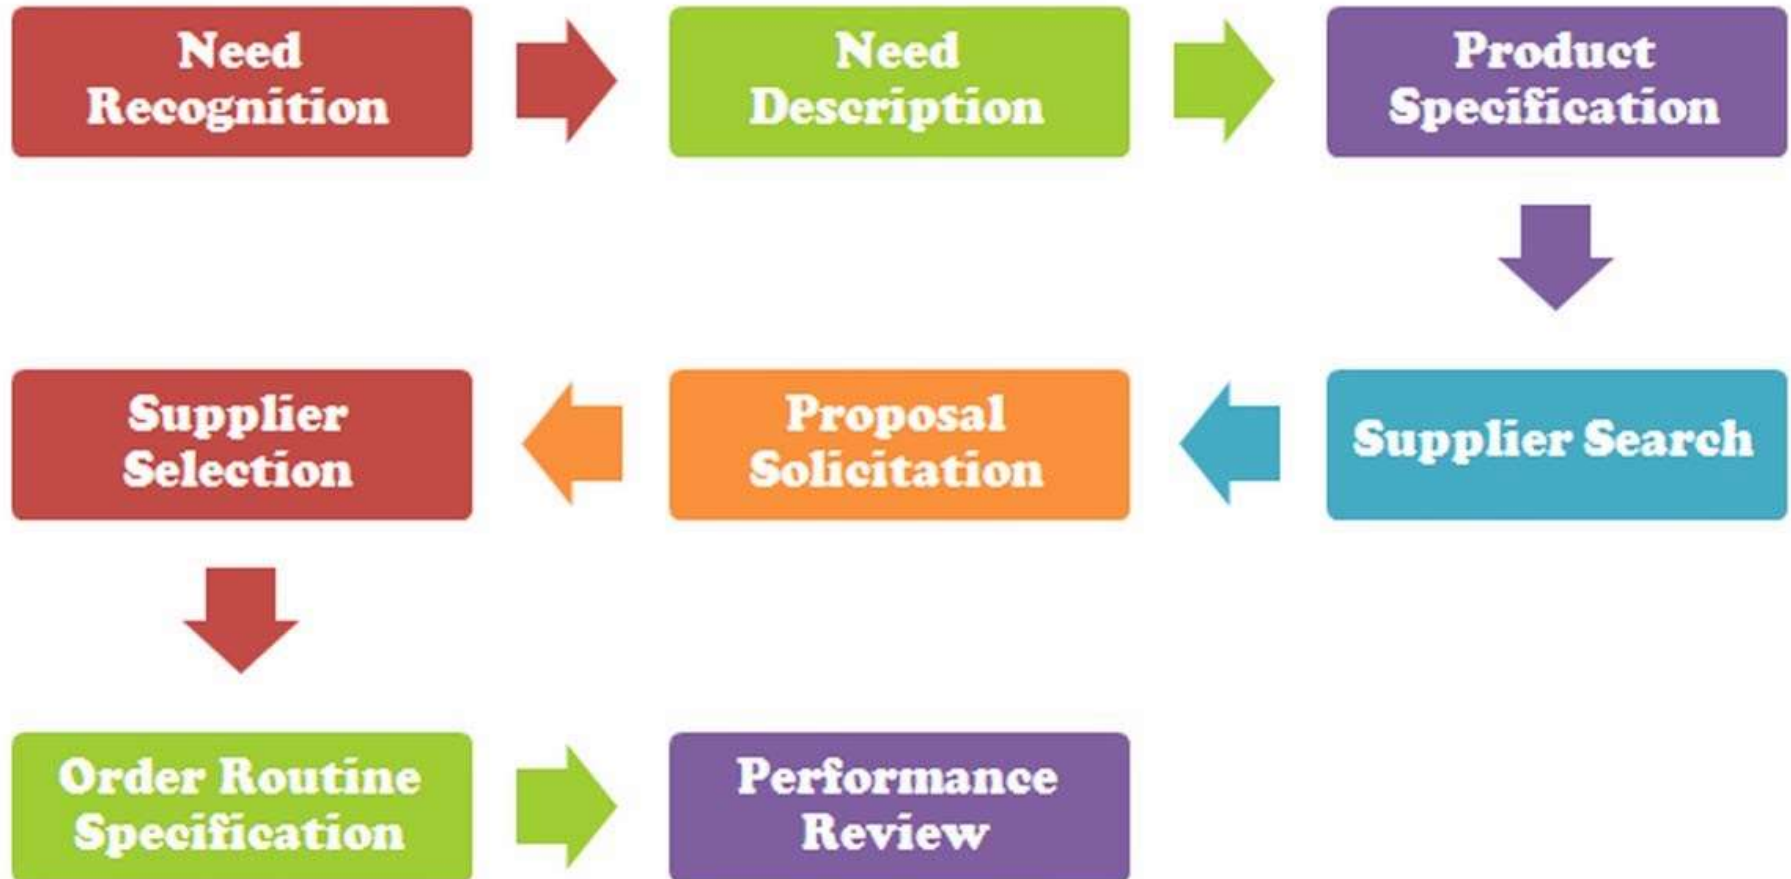 Need
Recognition
Need
Description
Product
Specification
Supplier Search
Proposal
Solicitation
Supplier
Selection
Order Routine
Specification
Performance
Review